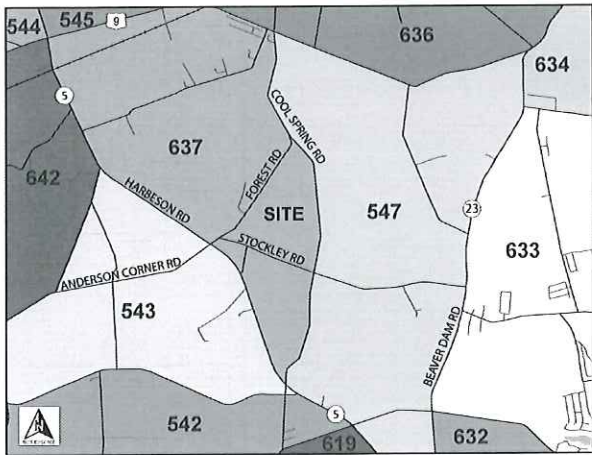 544
545
9
636
634
5
COOL SPRING RD
637
642
HARBESON RD
FOREST RD
SITE
547
23
633
STOCKLEY RD
ANDERSON CORNER RD
543
BEAVER DAM RD
542
5
619
632